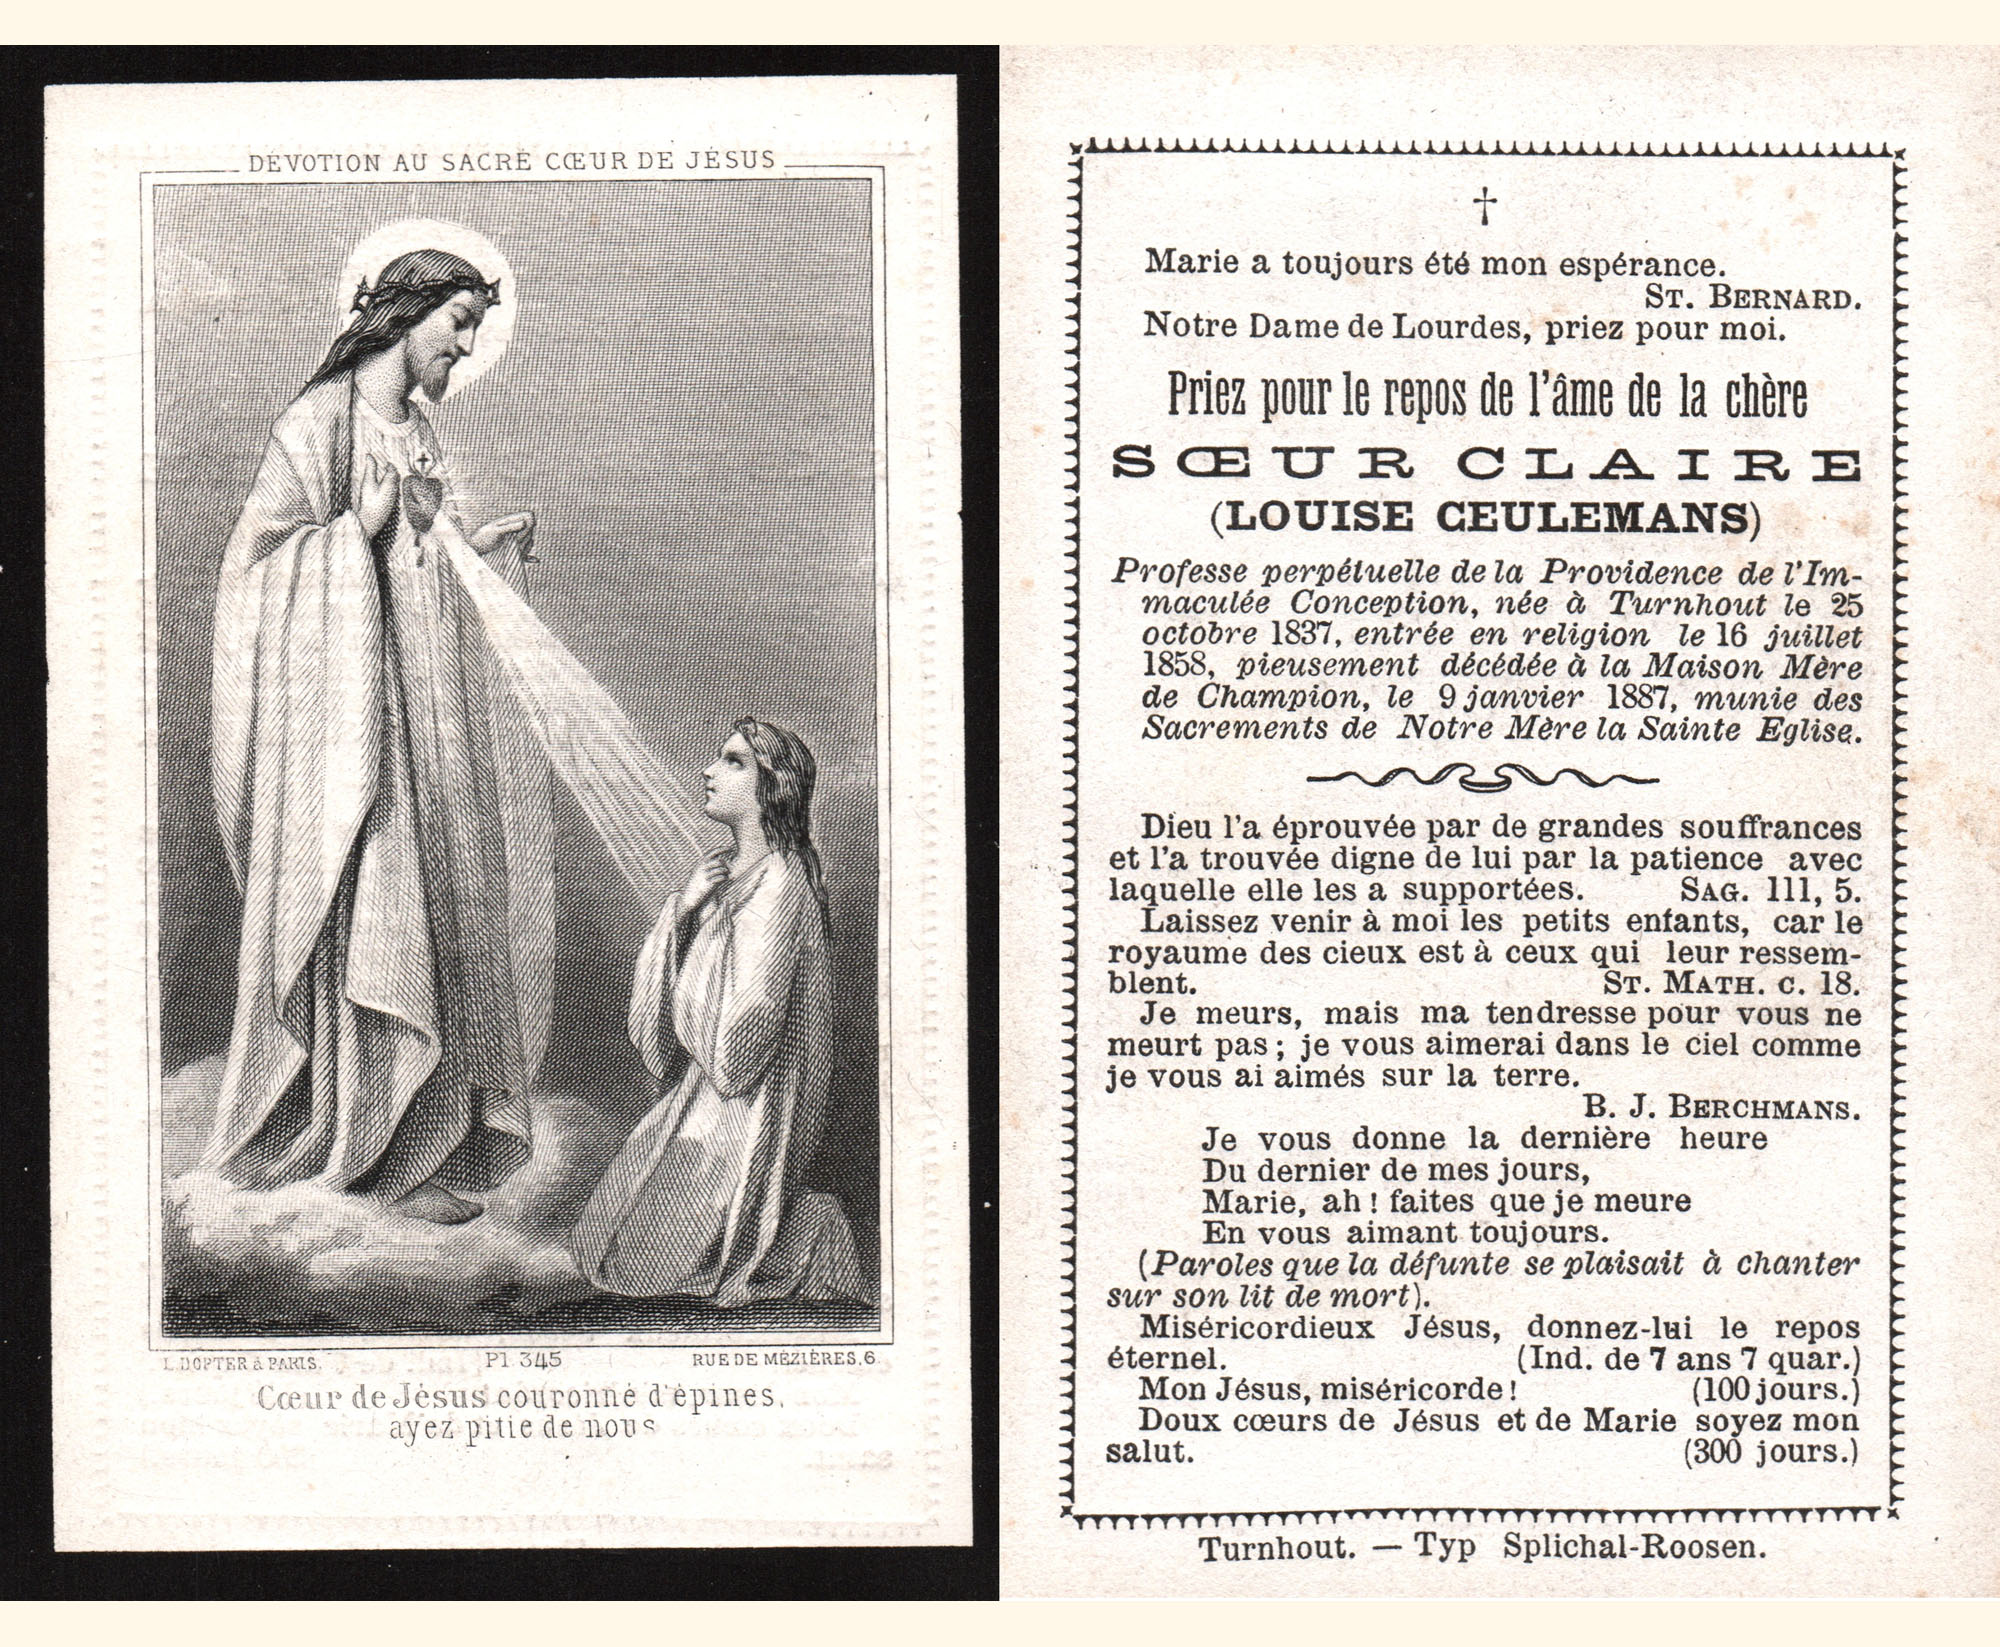 DÉVOTION AU SACRÉ CŒUR DE JÉSUS
L. DOPTER à PARIS.
Pl 345
RUE DE MÉZIÈRES, 6.
Cœur de Jésus couronné d'épines,
ayez pitie de nous
†
Marie a toujours été mon espérance.
ST. BERNARD.
Notre Dame de Lourdes, priez pour moi.
Priez pour le repos de l'âme de la chère
SŒUR CLAIRE
(LOUISE CEULEMANS)
Professe perpétuelle de la Providence de l'Im-
maculée Conception, née à Turnhout le 25
octobre 1837, entrée en religion le 16 juillet
1858, pieusement décédée à la Maison Mère
de Champion, le 9 janvier 1887, munie des
Sacrements de Notre Mère la Sainte Eglise.
Dieu l'a éprouvée par de grandes souffrances
et l'a trouvée digne de lui par la patience avec
laquelle elle les a supportées. SAG. 111, 5.
Laissez venir à moi les petits enfants, car le
royaume des cieux est à ceux qui leur ressem-
blent. ST. MATH. C. 18.
Je meurs, mais ma tendresse pour vous ne
meurt pas ; je vous aimerai dans le ciel comme
je vous ai aimés sur la terre.
B. J. BERCHMANS.
Je vous donne la dernière heure
Du dernier de mes jours,
Marie, ah ! faites que je meure
En vous aimant toujours.
(Paroles que la défunte se plaisait à chanter
sur son lit de mort).
Miséricordieux Jésus, donnez-lui le repos
éternel. (Ind. de 7 ans 7 quar.)
Mon Jésus, miséricorde ! (100 jours.)
Doux cœurs de Jésus et de Marie soyez mon
salut. (300 jours.)
Turnhout. — Typ Splichal-Roosen.